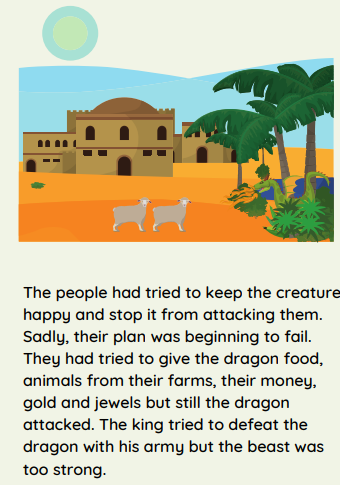 The people had tried to keep the creature
happy and stop it from attacking them.
Sadly, their plan was beginning to fail.
They had tried to give the dragon food,
animals from their farms, their money,
gold and jewels but still the dragon
attacked. The king tried to defeat the
dragon with his army but the beast was
too strong.